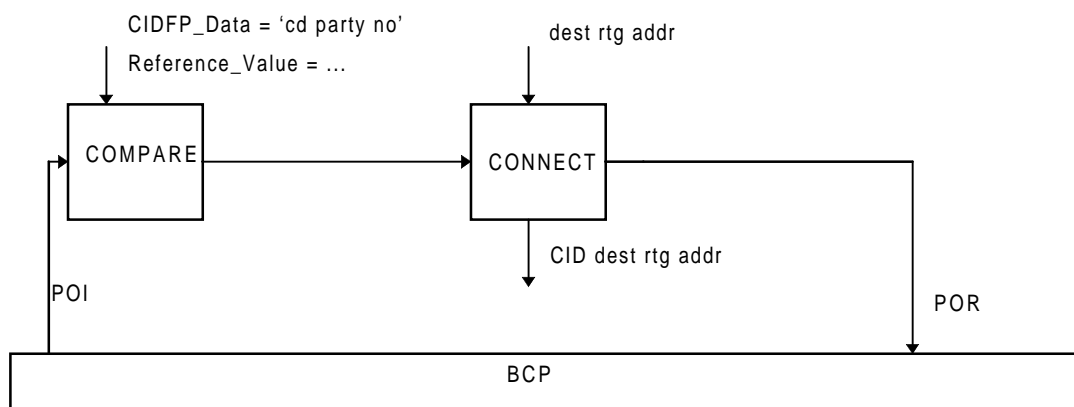 CIDFP_Data = ‘cd party no’
dest rtg addr
Reference_Value = ...
COMPARE
CONNECT
CID dest rtg addr
POI
POR
BCP